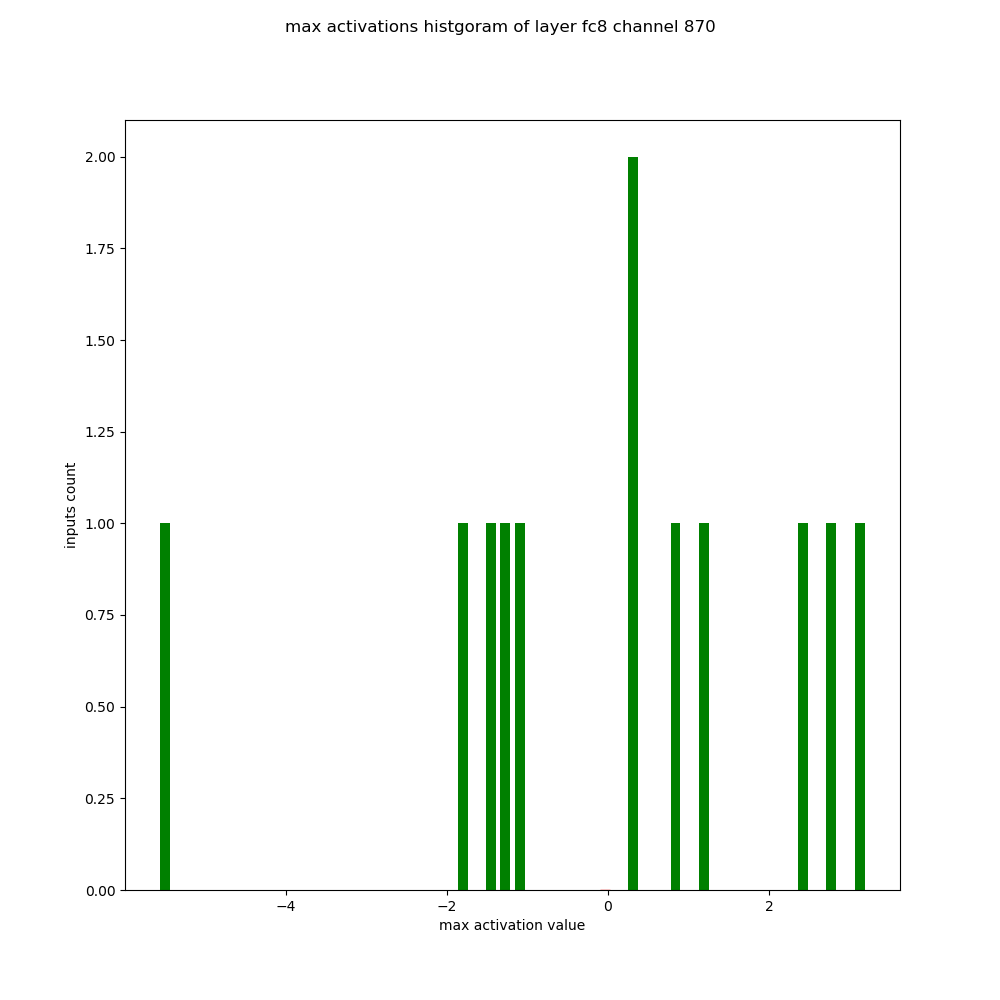 max activations histgoram of layer fc8 channel 870
2.00
1.75
1.50
1.25
1.00
0.75
0.50
0.25
0.00
inputs count
−4 −2 0 2
max activation value